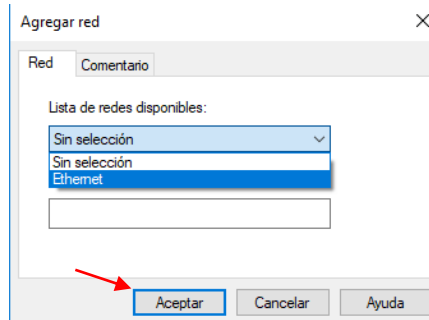 Agregar red
Red
Comentario
Lista de redes disponibles:
Sin selección
Sin selección
Ethernet
Aceptar
Cancelar
Ayuda